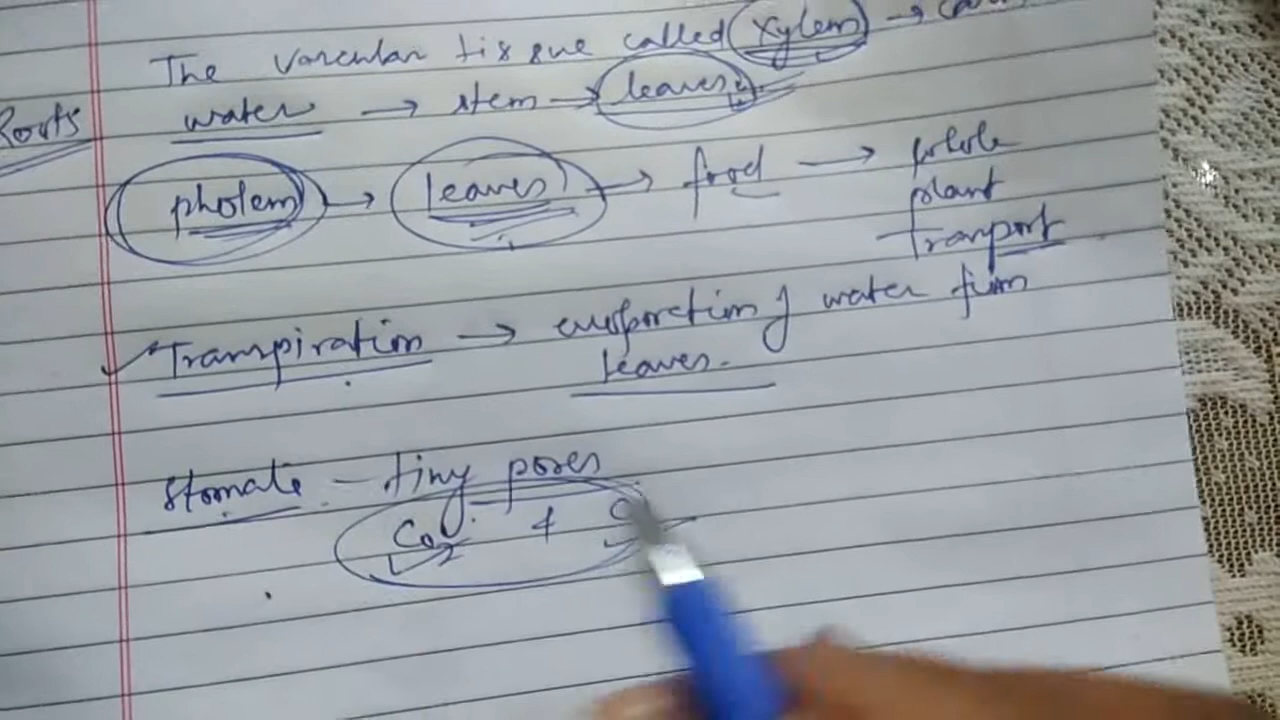 The vascular tissue called Xylem →
Roots water → stem → leaves.
pholem → leaves → food → whole
plant
Tranport
Transpiration → evaporation of water from
leaves.
Stomata - tiny pores
CO2 &